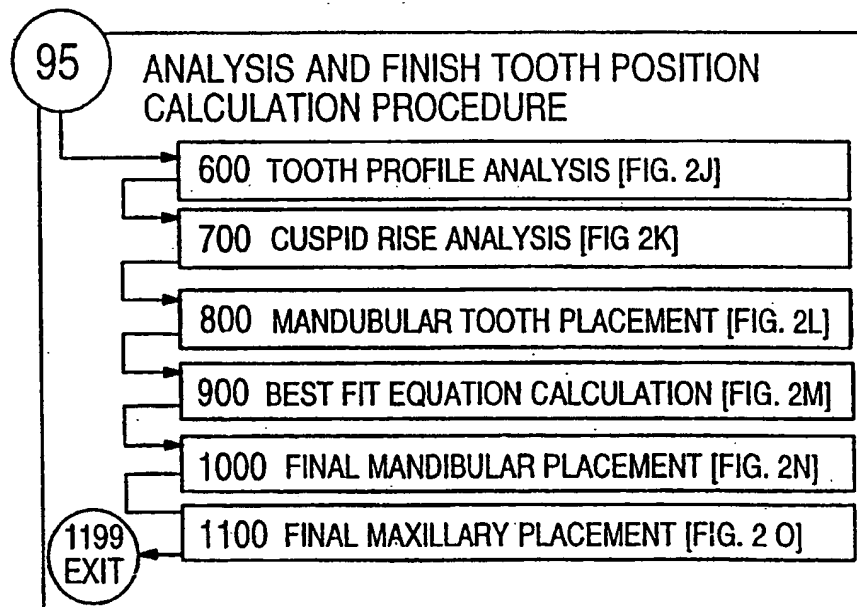 95
ANALYSIS AND FINISH TOOTH POSITION
CALCULATION PROCEDURE
600 TOOTH PROFILE ANALYSIS [FIG. 2J]
700 CUSPID RISE ANALYSIS [FIG 2K]
800 MANDUBULAR TOOTH PLACEMENT [FIG. 2L]
900 BEST FIT EQUATION CALCULATION [FIG. 2M]
1000 FINAL MANDIBULAR PLACEMENT [FIG. 2N]
1100 FINAL MAXILLARY PLACEMENT [FIG. 2 O]
1199
EXIT